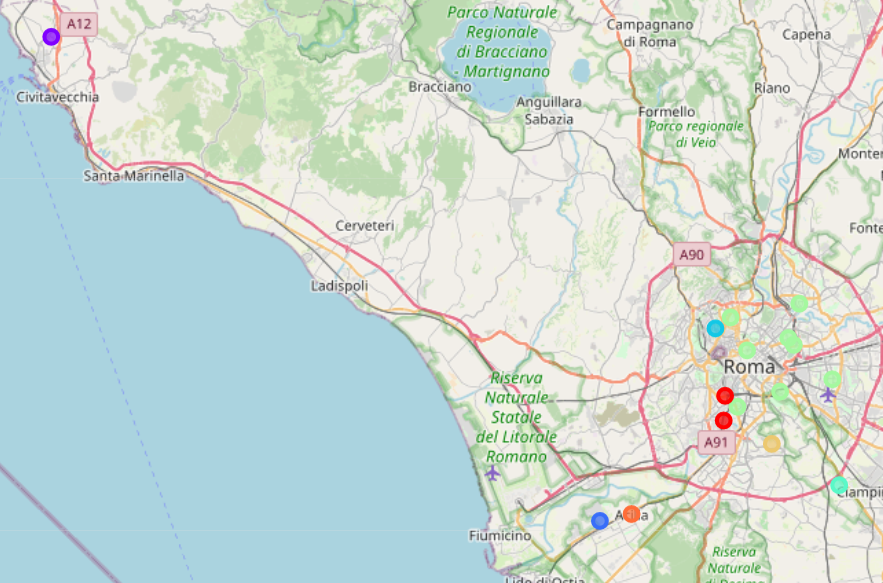 A12
Civitavecchia
Santa Marinella
Cerveteri
Ladispoli
Parco Naturale
Regionale
di Bracciano
Martignano
Bracciano
Anguillara
Sabazia
Campagnano
di Roma
Capena
Riano
Formello
Parco regionale
di Veio
A90
Roma
A91
Riserva
Naturale
Statale
del Litorale
Romano
Fiumicino
Riserva
Naturale